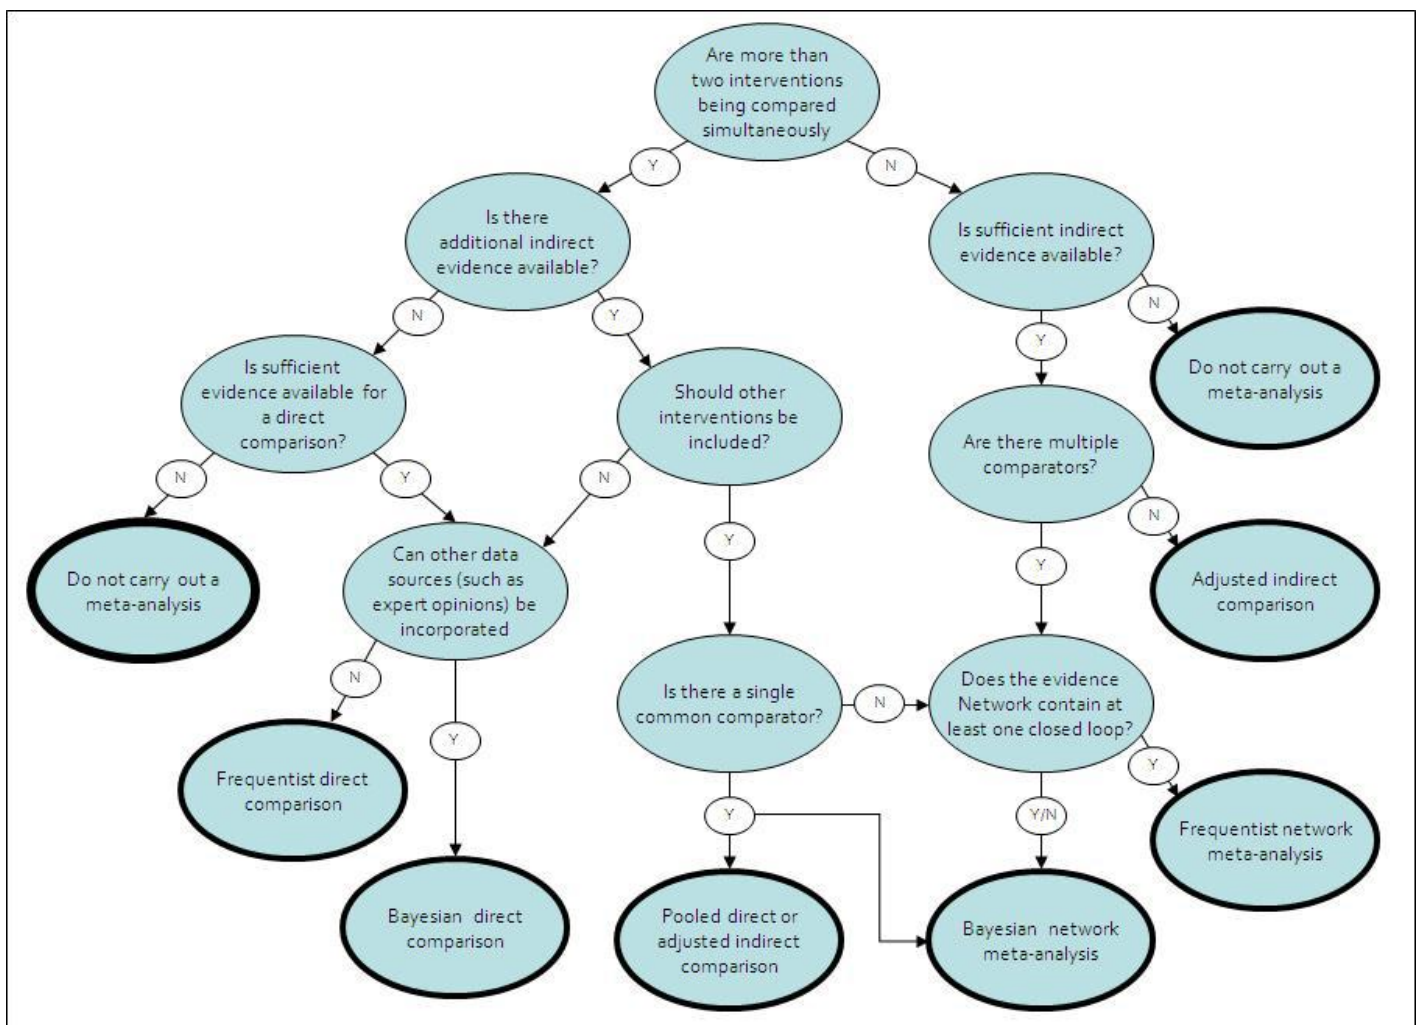 Are more than
two interventions
being compared
simultaneously
Y
N
Is there
additional indirect
evidence available?
Is sufficient indirect
evidence available?
N
Y
Y
N
Is sufficient
evidence available for
a direct
comparison?
Should other
interventions be
included?
Do not carry out a
meta-analysis
Are there multiple
comparators?
N
Y
N
Y
Y
N
Do not carry out a
meta-analysis
Can other data
sources (such as
expert opinions) be
incorporated
Adjusted indirect
comparison
N
Y
Is there a single
common comparator?
N
Does the evidence
Network contain at
least one closed loop?
Y
Frequentist direct
comparison
Y
Y/N
Frequentist network
meta-analysis
Bayesian direct
comparison
Pooled direct or
adjusted indirect
comparison
Bayesian network
meta-analysis